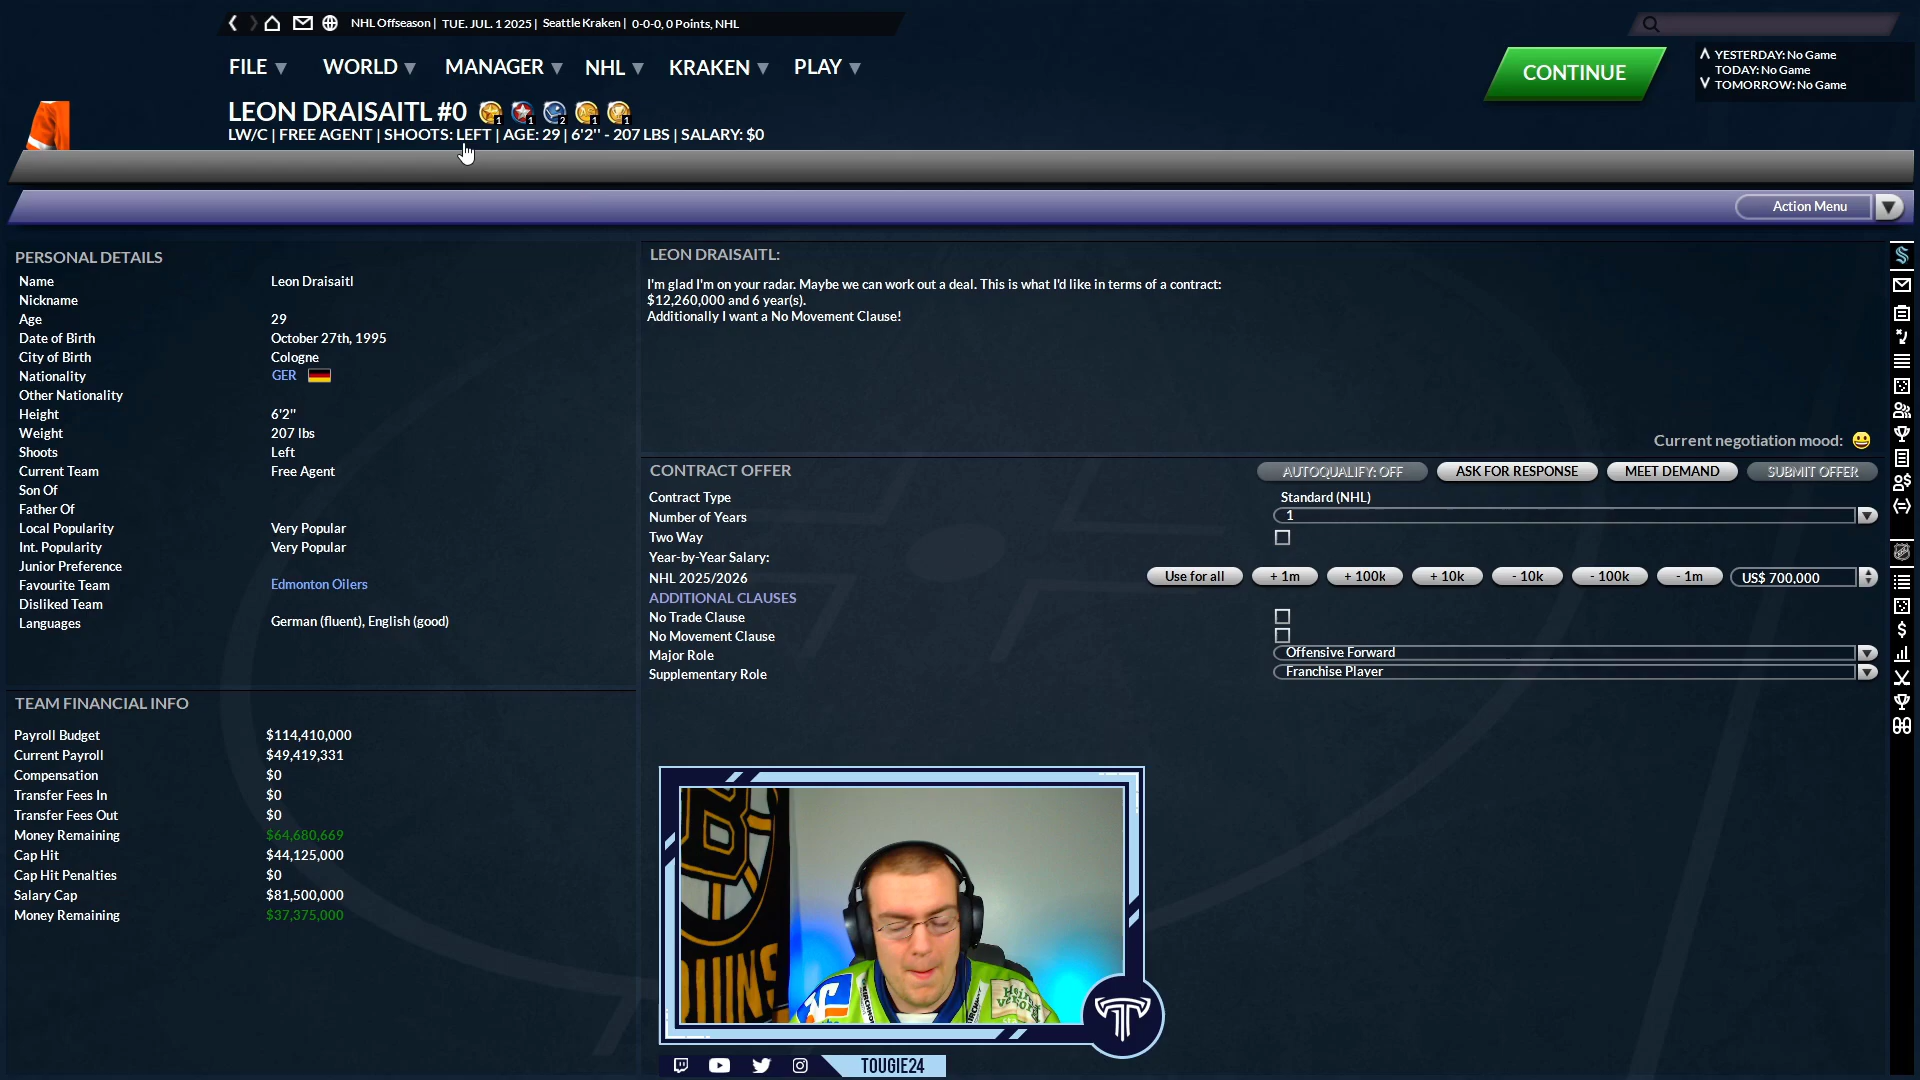 NHL Offseason | TUE. JUL. 1 2025 | Seattle Kraken | 0-0-0, 0 Points, NHL
FILE
WORLD
MANAGER
NHL
KRAKEN
PLAY
CONTINUE
YESTERDAY: No Game
TODAY: No Game
TOMORROW: No Game
LEON DRAISAITL #0
1
1
2
1
1
LW/C | FREE AGENT | SHOOTS: LEFT | AGE: 29 | 6'2'' - 207 LBS | SALARY: $0
Action Menu
PERSONAL DETAILS
Name Leon Draisaitl
Nickname
Age 29
Date of Birth October 27th, 1995
City of Birth Cologne
Nationality GER
Other Nationality
Height 6'2''
Weight 207 lbs
Shoots Left
Current Team Free Agent
Son Of
Father Of
Local Popularity Very Popular
Int. Popularity Very Popular
Junior Preference
Favourite Team Edmonton Oilers
Disliked Team
Languages German (fluent), English (good)
TEAM FINANCIAL INFO
Payroll Budget $114,410,000
Current Payroll $49,419,331
Compensation $0
Transfer Fees In $0
Transfer Fees Out $0
Money Remaining $64,680,669
Cap Hit $44,125,000
Cap Hit Penalties $0
Salary Cap $81,500,000
Money Remaining $37,375,000
LEON DRAISAITL:
I'm glad I'm on your radar. Maybe we can work out a deal. This is what I'd like in terms of a contract:
$12,260,000 and 6 year(s).
Additionally I want a No Movement Clause!
Current negotiation mood:
CONTRACT OFFER
AUTOQUALIFY: OFF
ASK FOR RESPONSE
MEET DEMAND
SUBMIT OFFER
Contract Type Standard (NHL)
Number of Years 1
Two Way
Year-by-Year Salary:
NHL 2025/2026 Use for all + 1m + 100k + 10k - 10k - 100k - 1m US$ 700,000
ADDITIONAL CLAUSES
No Trade Clause
No Movement Clause
Major Role Offensive Forward
Supplementary Role Franchise Player
TOUGIE24